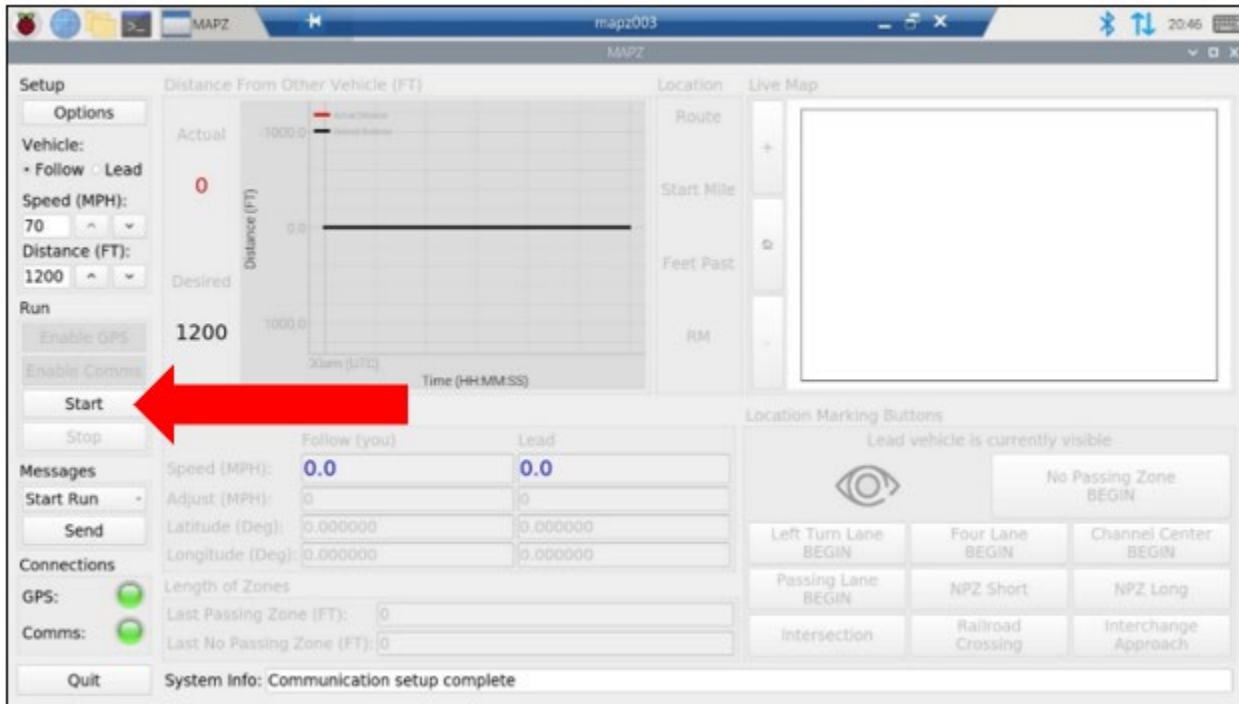 MAPZ
mapz003
20:46
MAPZ
Setup
Options
Vehicle:
Follow Lead
Speed (MPH):
70
Distance (FT):
1200
Run
Enable GPS
Enable Comms
Start
Stop
Messages
Start Run
Send
Connections
GPS:
Comms:
Quit
Distance From Other Vehicle (FT)
Actual
0
Desired
1200
Distance (FT)
-1000.0
0.0
1000.0
(UTC)
Time (HH:MM:SS)
Location
Route
Start Mile
Feet Past
RM
Live Map
+
-
Follow (you) Lead
Speed (MPH): 0.0 0.0
Adjust (MPH): 0 0
Latitude (Deg): 0.000000 0.000000
Longitude (Deg): 0.000000 0.000000
Length of Zones
Last Passing Zone (FT): 0
Last No Passing Zone (FT): 0
Location Marking Buttons
Lead vehicle is currently visible
No Passing Zone
BEGIN
Left Turn Lane
BEGIN
Four Lane
BEGIN
Channel Center
BEGIN
Passing Lane
BEGIN
NPZ Short
NPZ Long
Intersection
Railroad
Crossing
Interchange
Approach
System Info: Communication setup complete